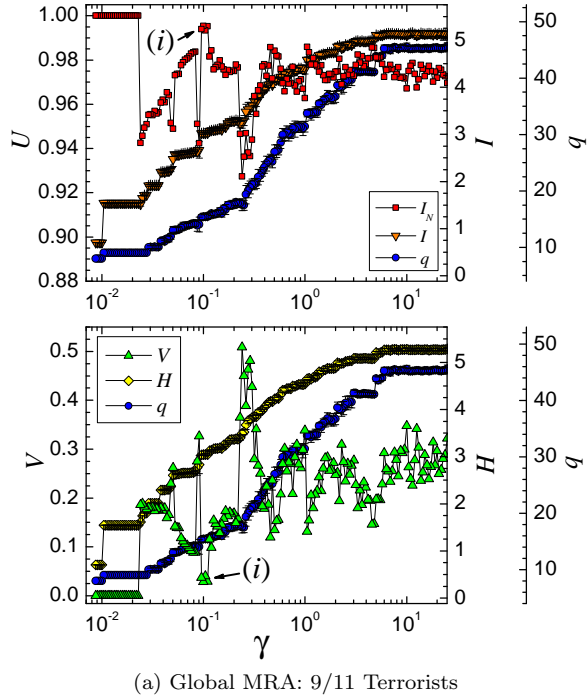 1.00
0.98
0.96
0.94
0.92
0.90
0.88
U
5
4
3
2
1
0
I
50
40
30
20
10
q
(i)
I_N
I
q
10^-2
10^-1
10^0
10^1
0.5
0.4
0.3
0.2
0.1
0.0
V
5
4
3
2
1
0
H
50
40
30
20
10
q
V
H
q
(i)
10^-2
10^-1
10^0
10^1
γ
(a) Global MRA: 9/11 Terrorists